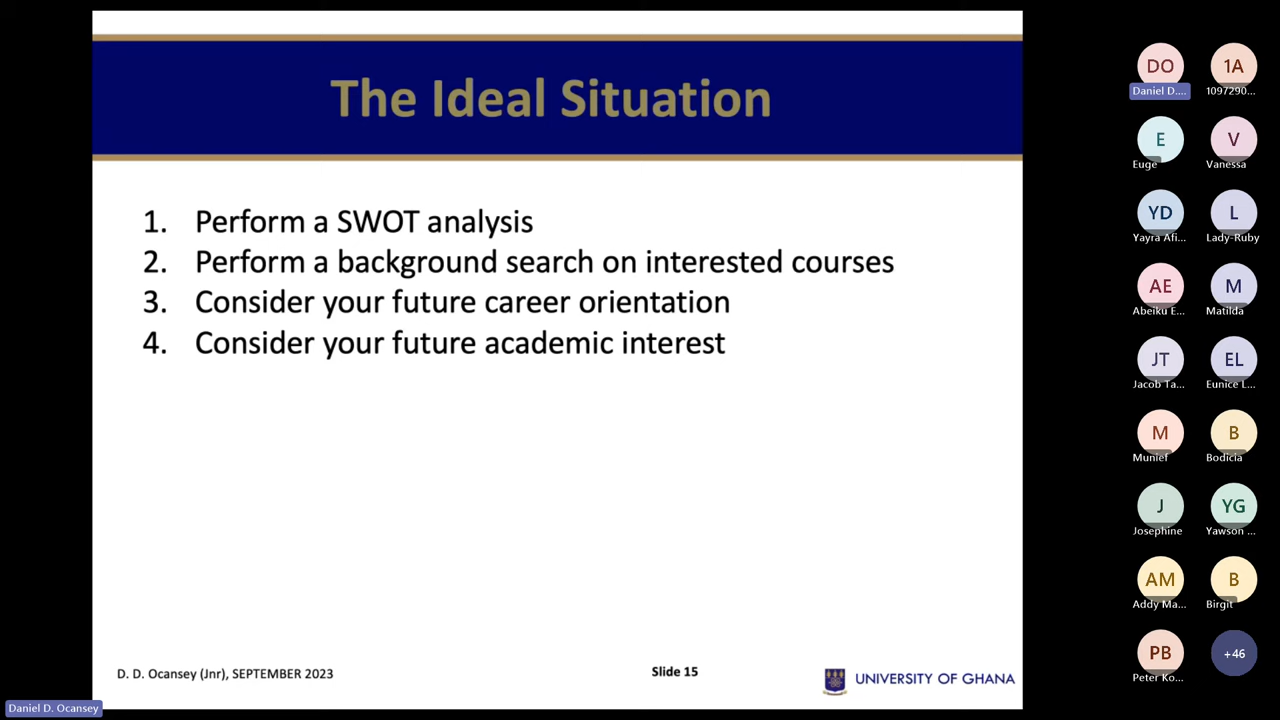 The Ideal Situation
1. Perform a SWOT analysis
2. Perform a background search on interested courses
3. Consider your future career orientation
4. Consider your future academic interest
D. D. Ocansey (Jnr), SEPTEMBER 2023
Slide 15
UNIVERSITY OF GHANA
Daniel D. Ocansey
DO
Daniel D....
1A
1097290...
E
Euge
V
Vanessa
YD
Yayra Afi...
L
Lady-Ruby
AE
Abeiku E...
M
Matilda
JT
Jacob Ta...
EL
Eunice L...
M
Munief
B
Bodicia
J
Josephine
YG
Yawson ...
AM
Addy Ma...
B
Birgit
PB
Peter Ko...
+46